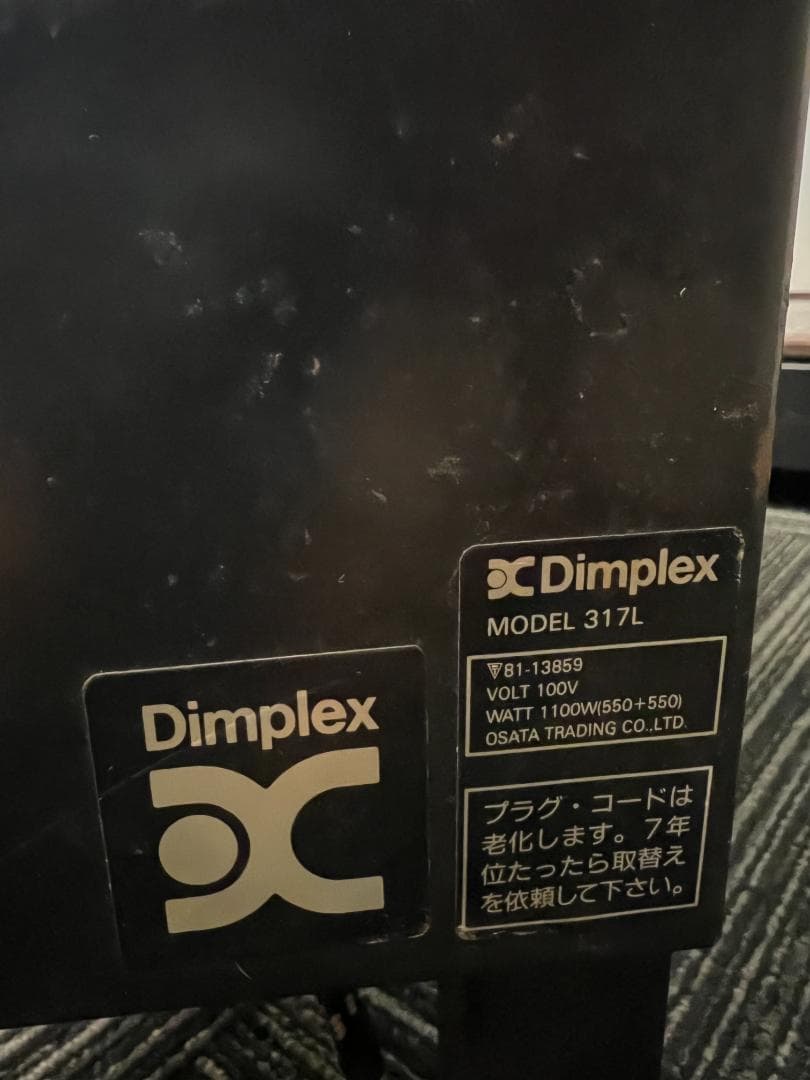 Dimplex
Dimplex
MODEL 317L
81-13859
VOLT 100V
WATT 1100W(550+550)
OSATA TRADING CO.,LTD.
プラグ・コードは
老化します。7年
位たったら取替え
を依頼して下さい。